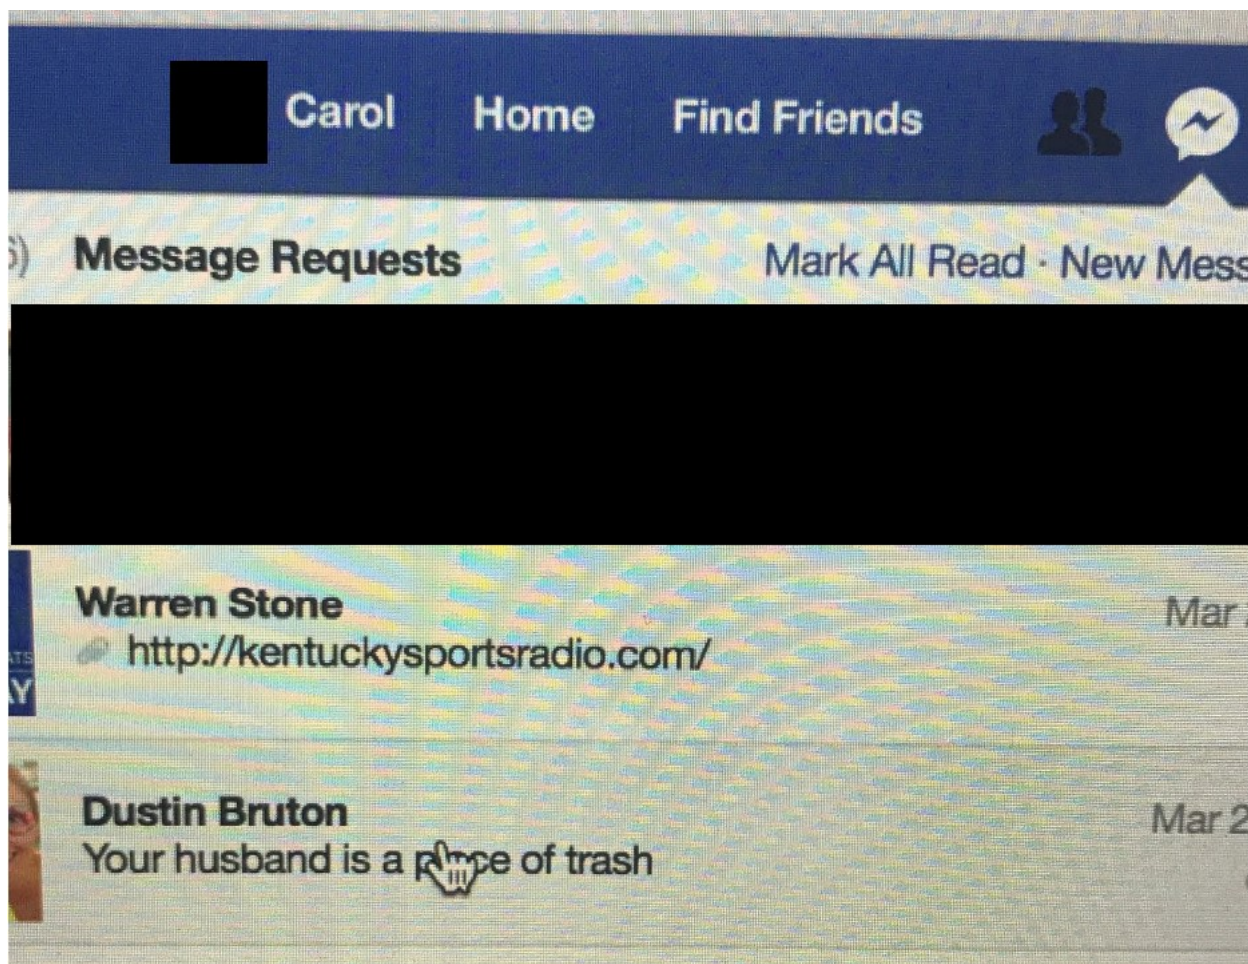 Carol Home Find Friends
Message Requests Mark All Read · New Mess
Warren Stone Mar
http://kentuckysportsradio.com/
Dustin Bruton Mar 2
Your husband is a of trash